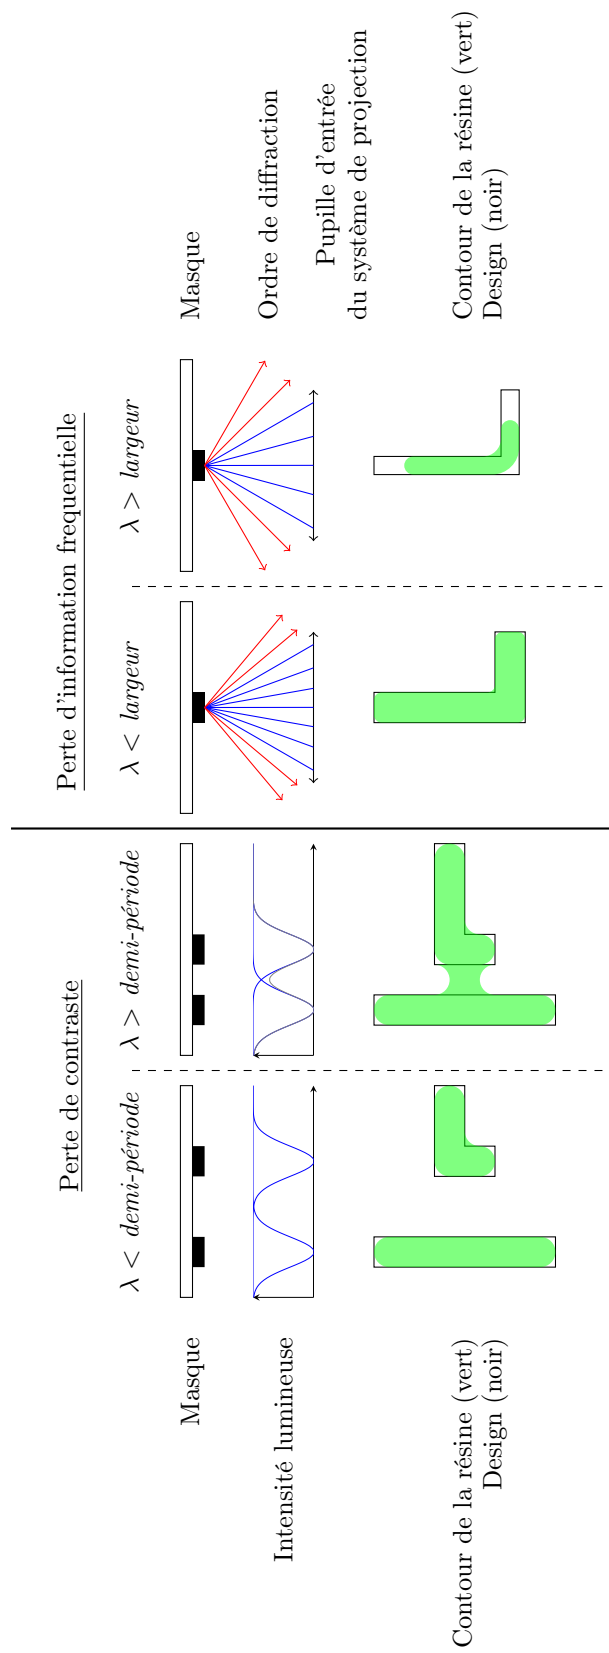 Perte de contraste
Perte d'information frequentielle
λ < demi-période
λ > demi-période
λ < largeur
λ > largeur
Masque
Masque
Intensité lumineuse
Ordre de diffraction
Pupille d'entrée
du système de projection
Contour de la résine (vert)
Design (noir)
Contour de la résine (vert)
Design (noir)